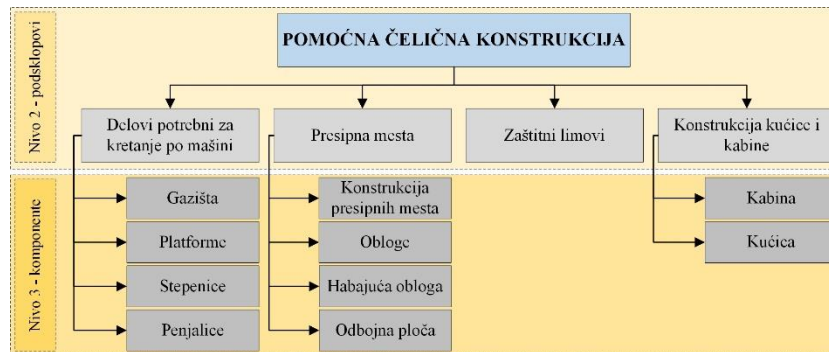 POMOĆNA ČELIČNA KONSTRUKCIJA
Nivo 2 - podsklopovi
Delovi potrebni za
kretanje po mašini
Presipna mesta
Zaštitni limovi
Konstrukcija kućice i
kabine
Nivo 3 - komponente
Gazišta
Platforme
Stepenice
Penjalice
Konstrukcija
presipnih mesta
Obloge
Habajuća obloga
Odbojna ploča
Kabina
Kućica